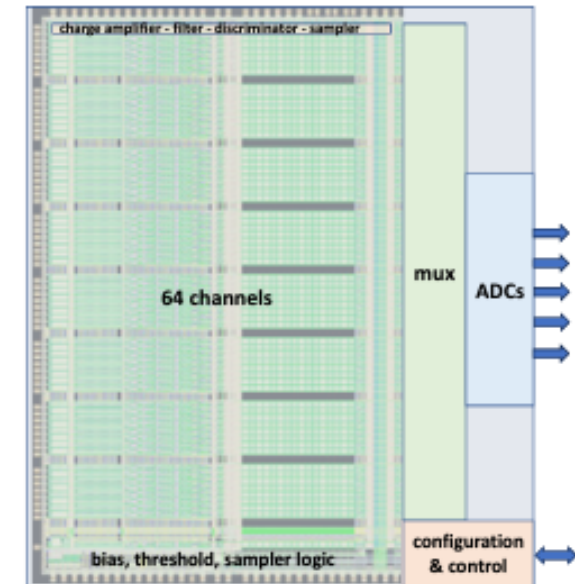 charge amplifier - filter - discriminator - sampler
64 channels
mux
ADCs
bias, threshold, sampler logic
configuration
& control